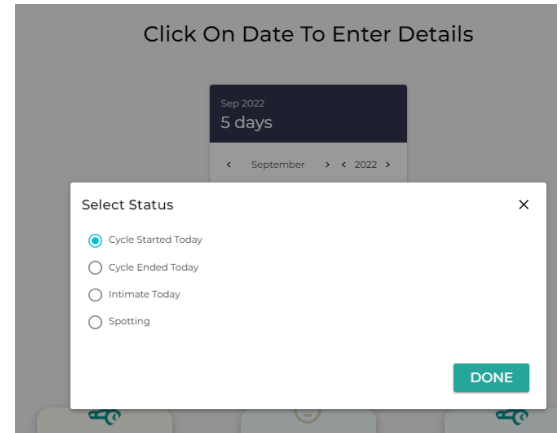 Click On Date To Enter Details
Sep 2022
5 days
< September > < 2022 >
Select Status ×
Cycle Started Today
Cycle Ended Today
Intimate Today
Spotting
DONE